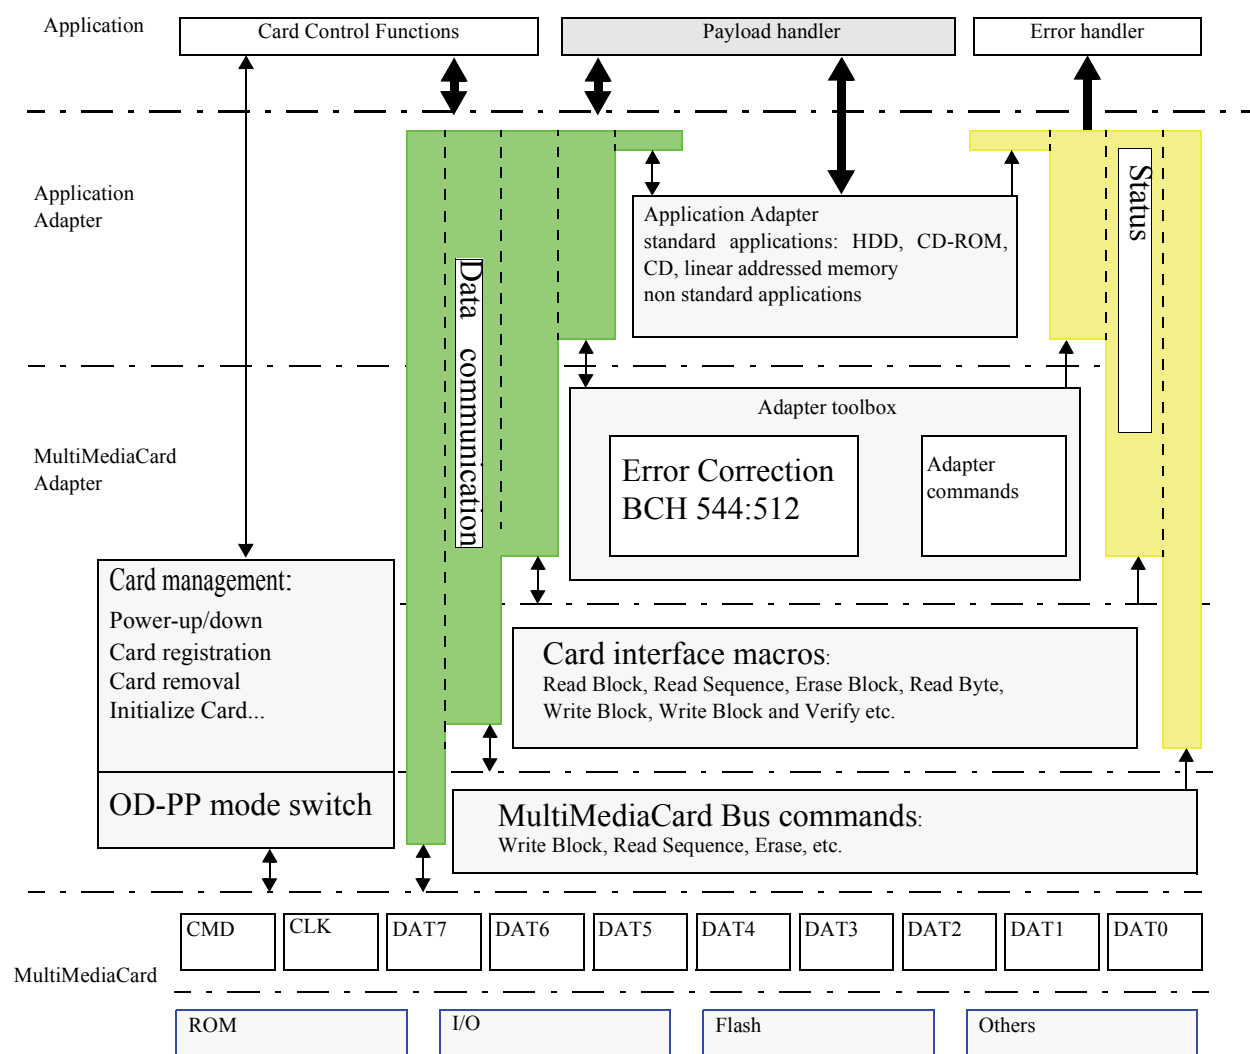 Application
Card Control Functions
Payload handler
Error handler
Application
Adapter
Status
Application Adapter
standard applications: HDD, CD-ROM,
CD, linear addressed memory
non standard applications
Data communication
MultiMediaCard
Adapter
Adapter toolbox
Error Correction
BCH 544:512
Adapter
commands
Card management:
Power-up/down
Card registration
Card removal
Initialize Card...
Card interface macros:
Read Block, Read Sequence, Erase Block, Read Byte,
Write Block, Write Block and Verify etc.
OD-PP mode switch
MultiMediaCard Bus commands:
Write Block, Read Sequence, Erase, etc.
CMD
CLK
DAT7
DAT6
DAT5
DAT4
DAT3
DAT2
DAT1
DAT0
MultiMediaCard
ROM
I/O
Flash
Others